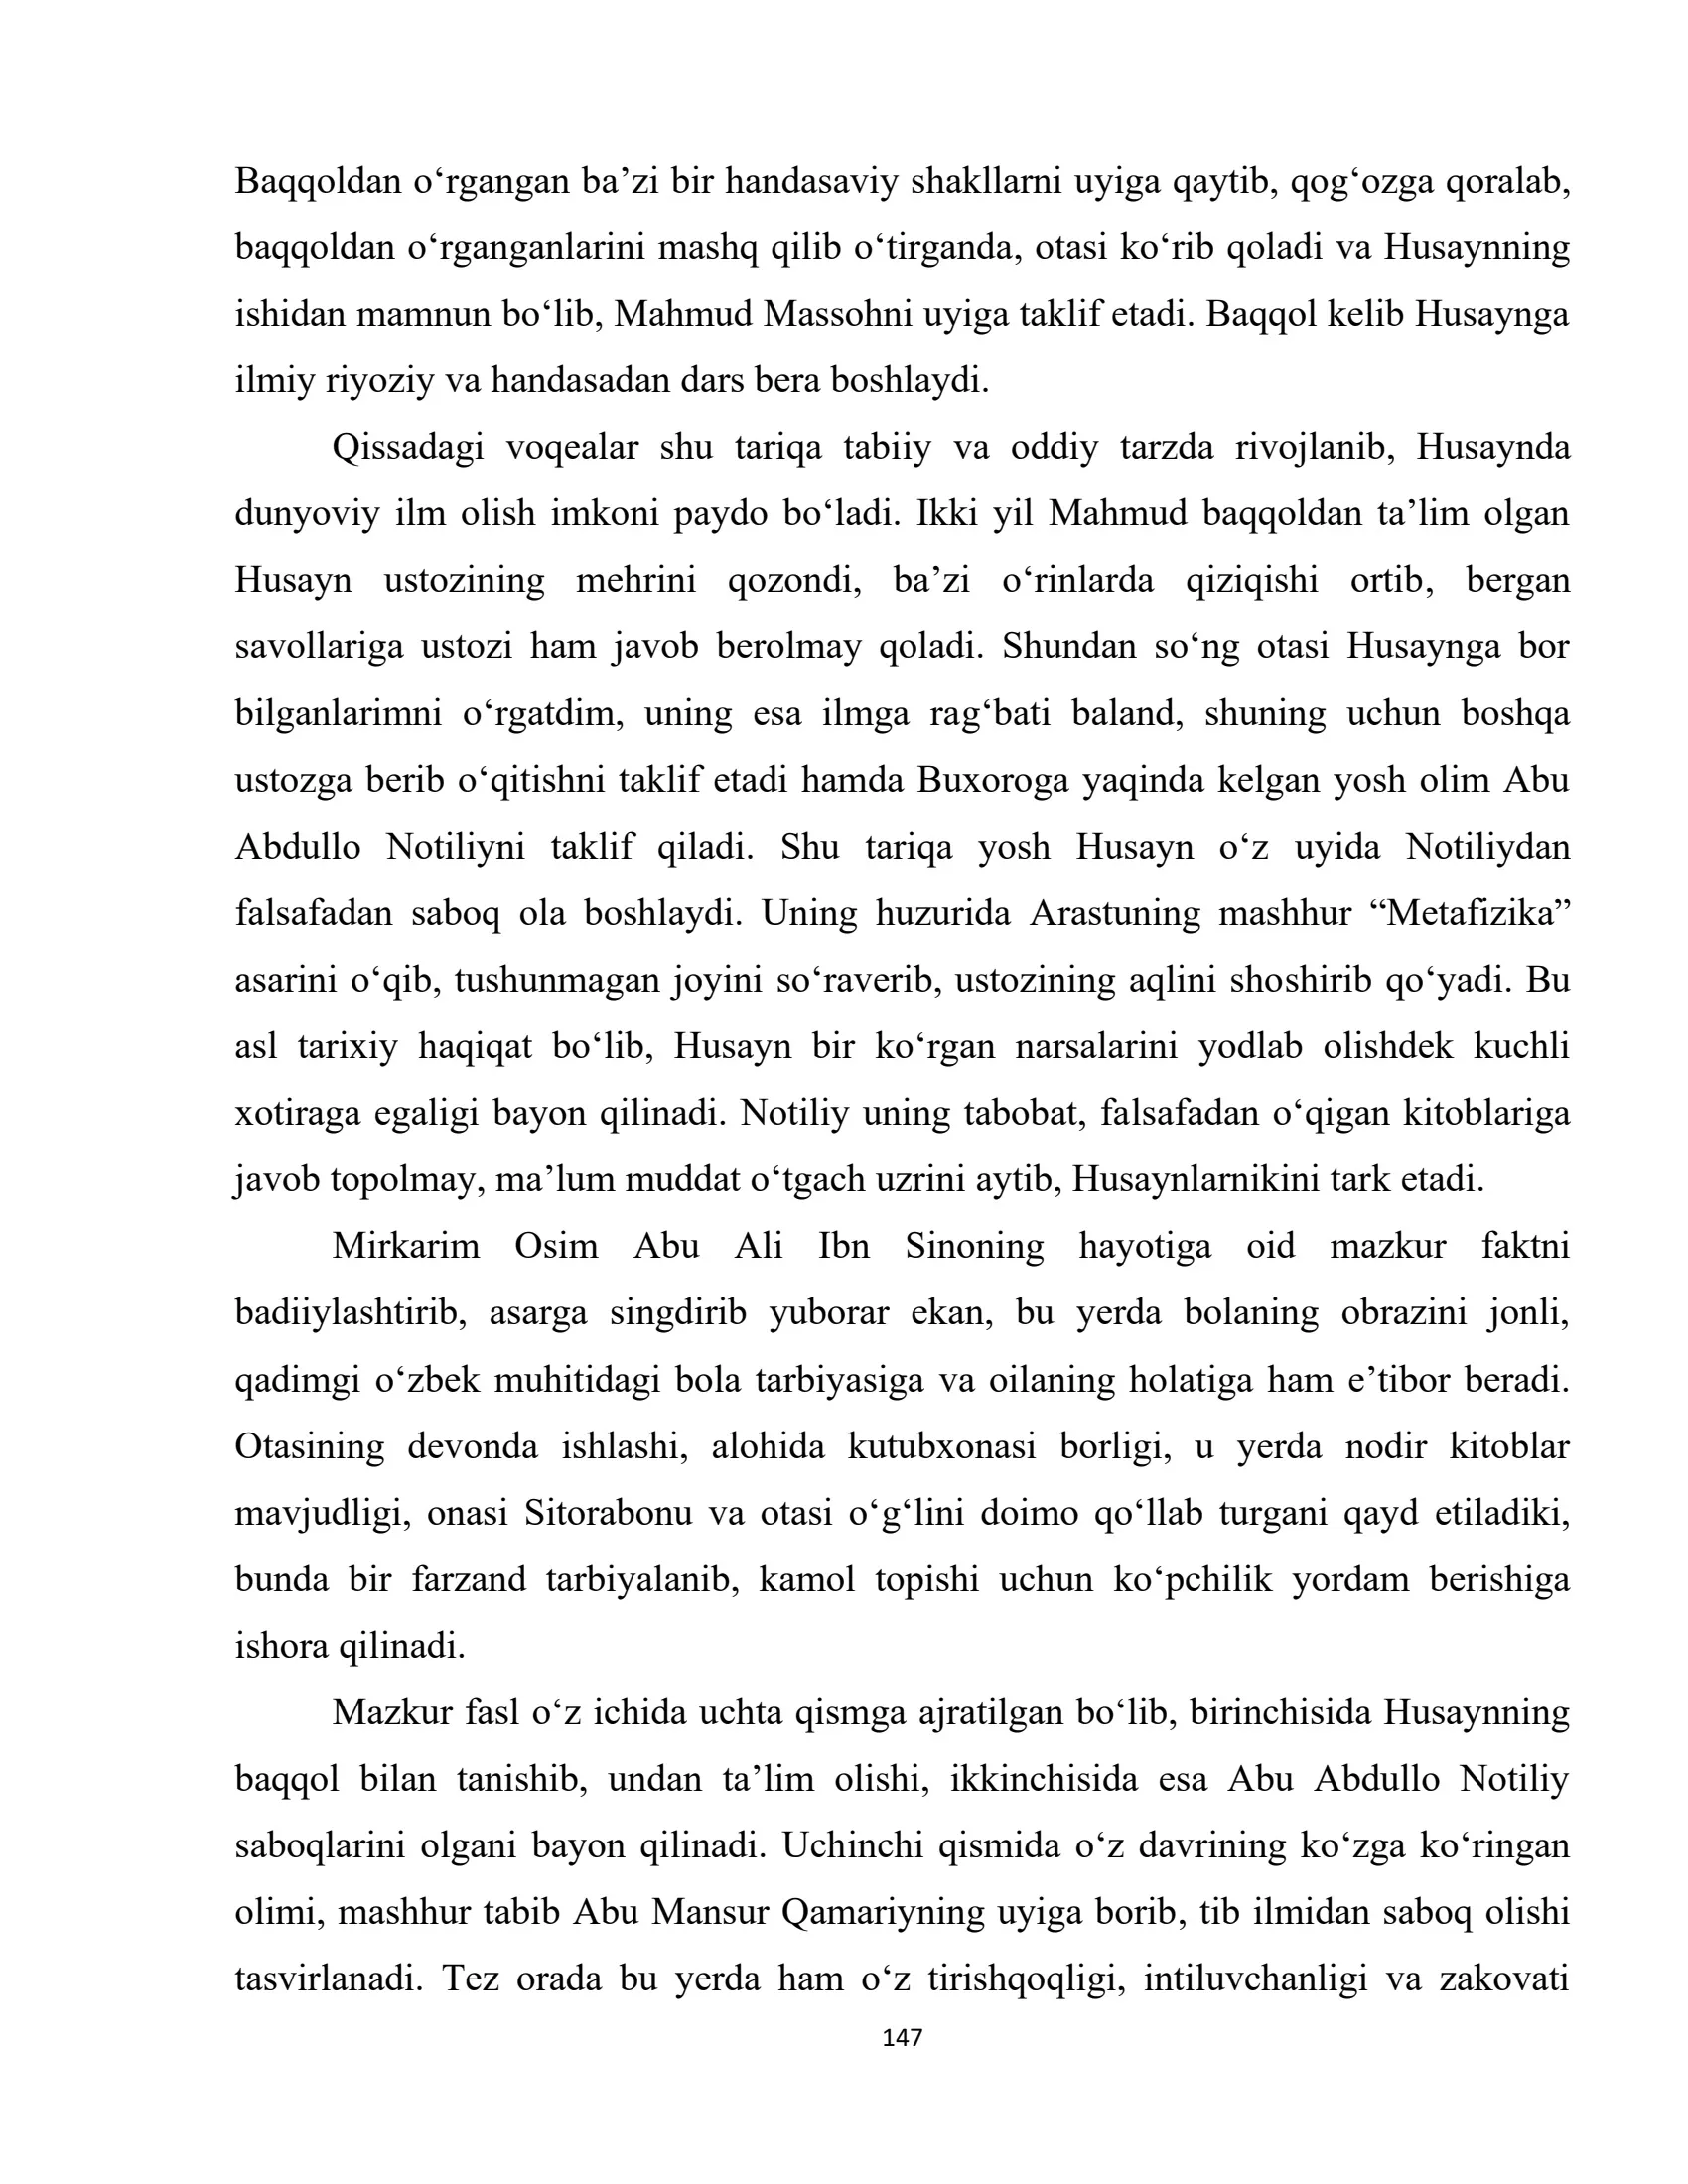 Baqqoldan o‘rgangan ba’zi bir handasaviy shakllarni uyiga qaytib, qog‘ozga qoralab,
baqqoldan o‘rganganlarini mashq qilib o‘tirganda, otasi ko‘rib qoladi va Husaynning
ishidan mamnun bo‘lib, Mahmud Massohni uyiga taklif etadi. Baqqol kelib Husaynga
ilmiy riyoziy va handasadan dars bera boshlaydi.
Qissadagi voqealar shu tariqa tabiiy va oddiy tarzda rivojlanib, Husaynda
dunyoviy ilm olish imkoni paydo bo‘ladi. Ikki yil Mahmud baqqoldan ta’lim olgan
Husayn ustozining mehrini qozondi, ba’zi o‘rinlarda qiziqishi ortib, bergan
savollariga ustozi ham javob berolmay qoladi. Shundan so‘ng otasi Husaynga bor
bilganlarimni o‘rgatdim, uning esa ilmga rag‘bati baland, shuning uchun boshqa
ustozga berib o‘qitishni taklif etadi hamda Buxoroga yaqinda kelgan yosh olim Abu
Abdullo Notiliyni taklif qiladi. Shu tariqa yosh Husayn o‘z uyida Notiliydan
falsafadan saboq ola boshlaydi. Uning huzurida Arastuning mashhur “Metafizika”
asarini o‘qib, tushunmagan joyini so‘raverib, ustozining aqlini shoshirib qo‘yadi. Bu
asl tarixiy haqiqat bo‘lib, Husayn bir ko‘rgan narsalarini yodlab olishdek kuchli
xotiraga egaligi bayon qilinadi. Notiliy uning tabobat, falsafadan o‘qigan kitoblariga
javob topolmay, ma’lum muddat o‘tgach uzrini aytib, Husaynlarnikini tark etadi.
Mirkarim Osim Abu Ali Ibn Sinoning hayotiga oid mazkur faktni
badiiylashtirib, asarga singdirib yuborar ekan, bu yerda bolaning obrazini jonli,
qadimgi o‘zbek muhitidagi bola tarbiyasiga va oilaning holatiga ham e’tibor beradi.
Otasining devonda ishlashi, alohida kutubxonasi borligi, u yerda nodir kitoblar
mavjudligi, onasi Sitorabonu va otasi o‘g‘lini doimo qo‘llab turgani qayd etiladiki,
bunda bir farzand tarbiyalanib, kamol topishi uchun ko‘pchilik yordam berishiga
ishora qilinadi.
Mazkur fasl o‘z ichida uchta qismga ajratilgan bo‘lib, birinchisida Husaynning
baqqol bilan tanishib, undan ta’lim olishi, ikkinchisida esa Abu Abdullo Notiliy
saboqlarini olgani bayon qilinadi. Uchinchi qismida o‘z davrining ko‘zga ko‘ringan
olimi, mashhur tabib Abu Mansur Qamariyning uyiga borib, tib ilmidan saboq olishi
tasvirlanadi. Tez orada bu yerda ham o‘z tirishqoqligi, intiluvchanligi va zakovati
147